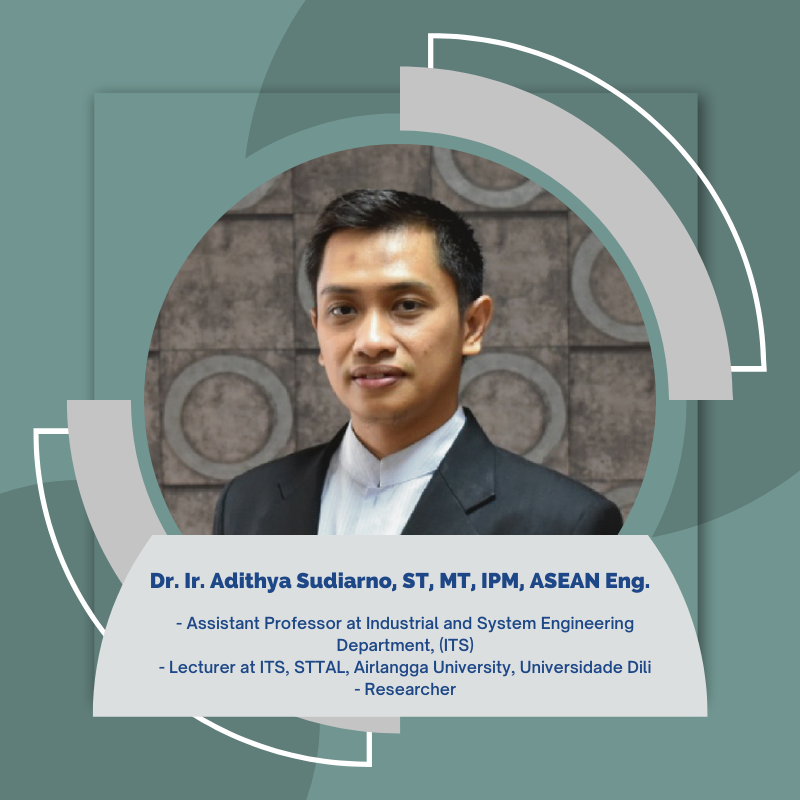 Dr. Ir. Adithya Sudiarno, ST, MT, IPM, ASEAN Eng.
- Assistant Professor at Industrial and System Engineering
Department, (ITS)
- Lecturer at ITS, STTAL, Airlangga University, Universidade Dili
- Researcher